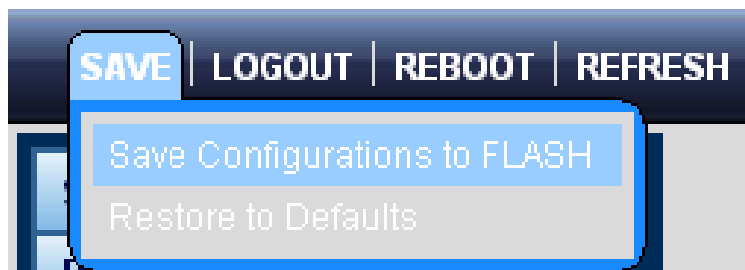 SAVE | LOGOUT | REBOOT | REFRESH
Save Configurations to FLASH
Restore to Defaults